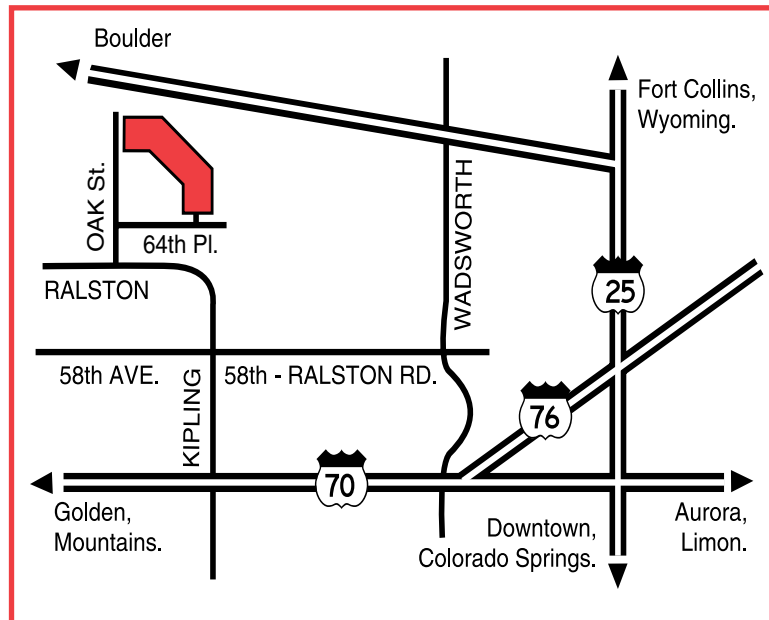 Boulder
Fort Collins,
Wyoming.
OAK St.
WADSWORTH
64th Pl.
RALSTON
25
58th AVE.
58th - RALSTON RD.
KIPLING
76
70
Golden,
Mountains.
Downtown,
Colorado Springs.
Aurora,
Limon.